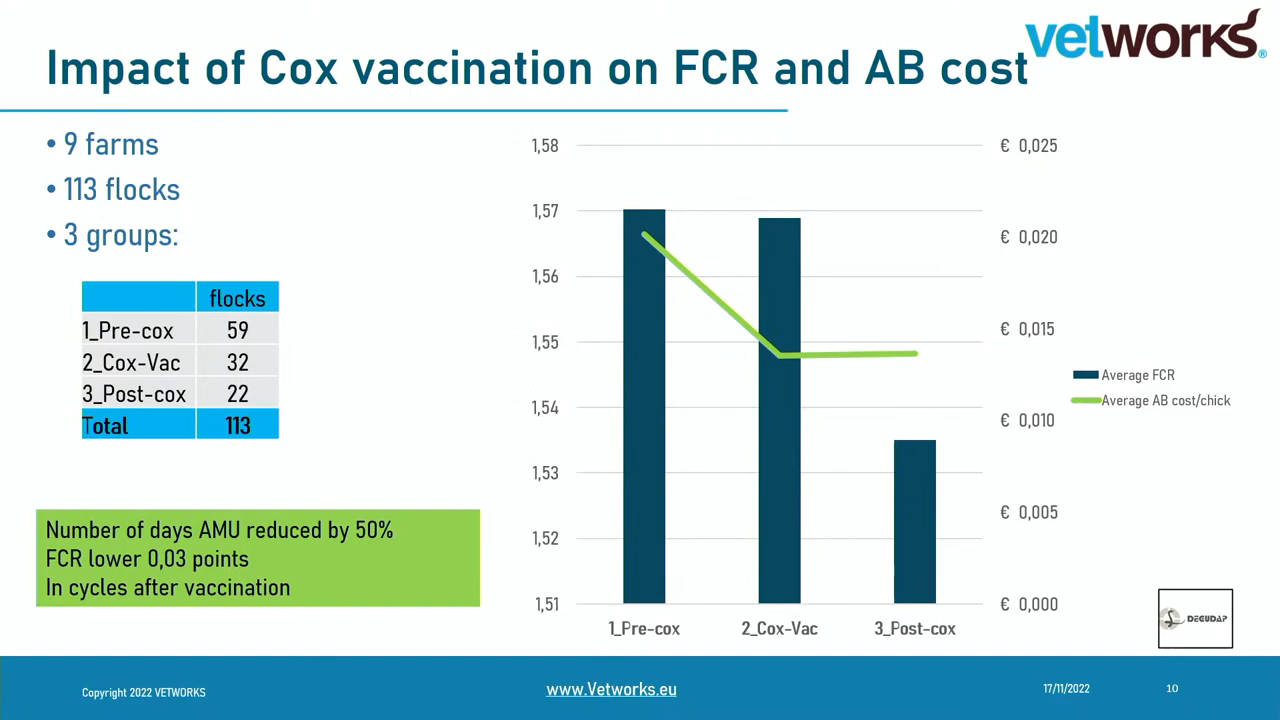 vetworks®
Impact of Cox vaccination on FCR and AB cost
• 9 farms
• 113 flocks
• 3 groups:
flocks
1_Pre-cox 59
2_Cox-Vac 32
3_Post-cox 22
Total 113
Number of days AMU reduced by 50%
FCR lower 0,03 points
In cycles after vaccination
1,58
1,57
1,56
1,55
1,54
1,53
1,52
1,51
€ 0,025
€ 0,020
€ 0,015
€ 0,010
€ 0,005
€ 0,000
1_Pre-cox 2_Cox-Vac 3_Post-cox
Average FCR
Average AB cost/chick
DEGUDAP
Copyright 2022 VETWORKS
www.Vetworks.eu
17/11/2022
10